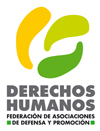 DERECHOS
HUMANOS
FEDERACIÓN DE ASOCIACIONES
DE DEFENSA Y PROMOCIÓN